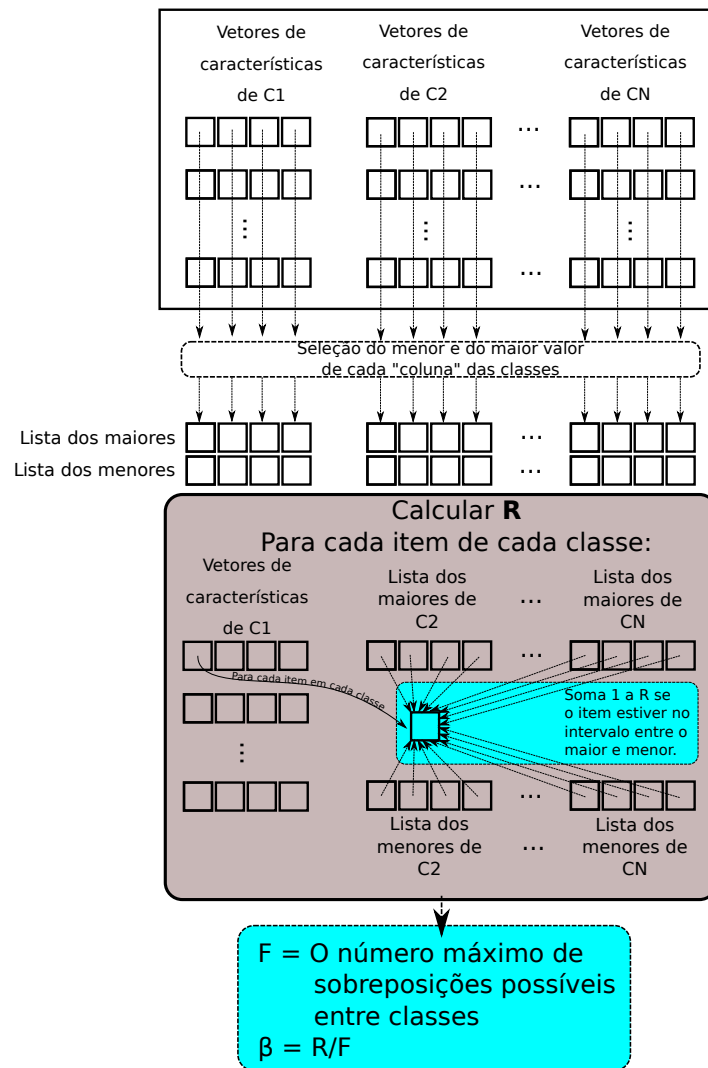 Vetores de
características
de C1
Vetores de
características
de C2
Vetores de
características
de CN
...
...
...
...
...
...
Seleção do menor e do maior valor
de cada "coluna" das classes
Lista dos maiores
...
Lista dos menores
...
Calcular R
Para cada item de cada classe:
Vetores de
características
de C1
Lista dos
maiores de
C2
...
Lista dos
maiores de
CN
...
Para cada item em cada classe
Soma 1 a R se
o item estiver no
intervalo entre o
maior e menor.
...
...
Lista dos
menores de
C2
...
Lista dos
menores de
CN
F = O número máximo de
sobreposições possíveis
entre classes
β = R/F